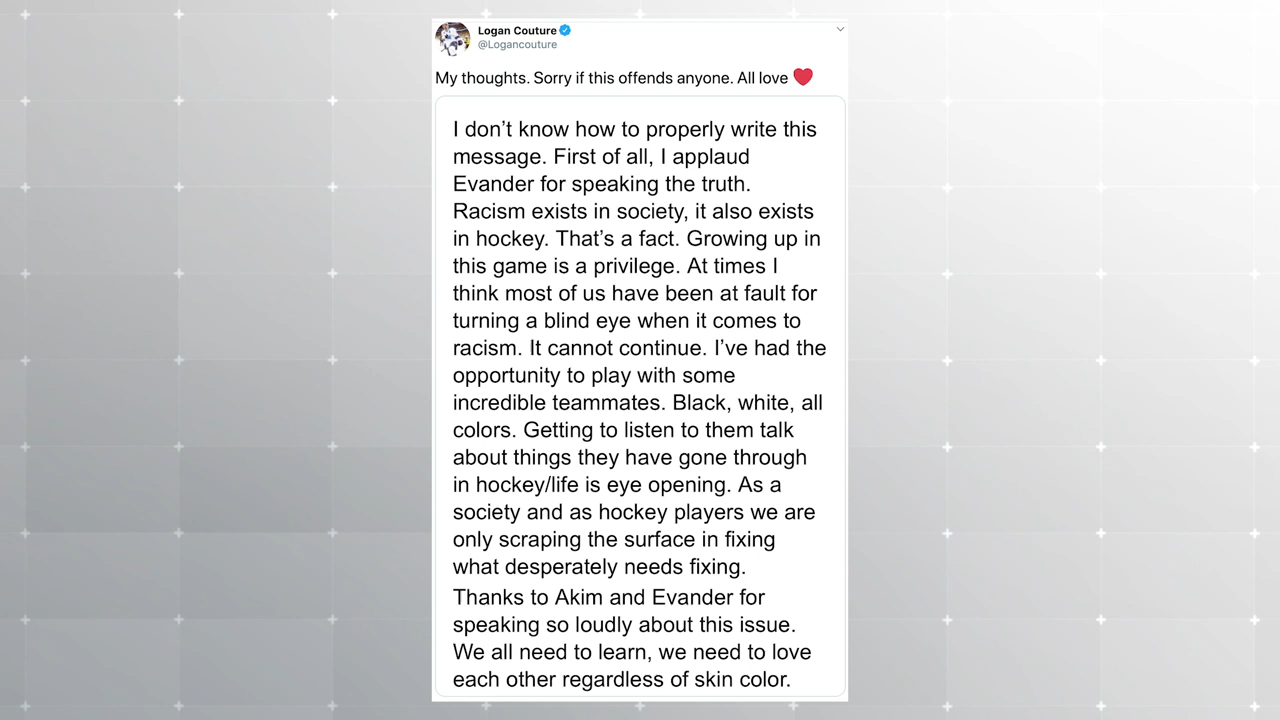 Logan Couture
@Logancouture
My thoughts. Sorry if this offends anyone. All love ❤️
I don’t know how to properly write this
message. First of all, I applaud
Evander for speaking the truth.
Racism exists in society, it also exists
in hockey. That’s a fact. Growing up in
this game is a privilege. At times I
think most of us have been at fault for
turning a blind eye when it comes to
racism. It cannot continue. I’ve had the
opportunity to play with some
incredible teammates. Black, white, all
colors. Getting to listen to them talk
about things they have gone through
in hockey/life is eye opening. As a
society and as hockey players we are
only scraping the surface in fixing
what desperately needs fixing.
Thanks to Akim and Evander for
speaking so loudly about this issue.
We all need to learn, we need to love
each other regardless of skin color.